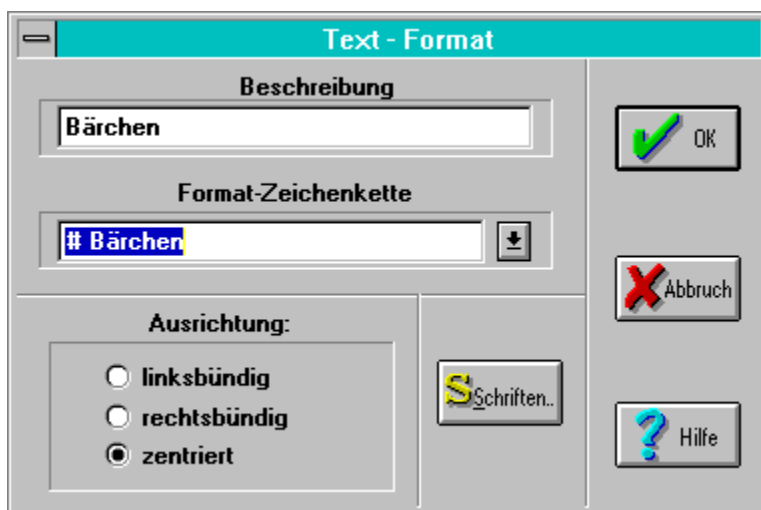 Text - Format
Beschreibung
Bärchen
Format-Zeichenkette
# Bärchen
Ausrichtung:
linksbündig
rechtsbündig
zentriert
Schriften..
OK
Abbruch
Hilfe